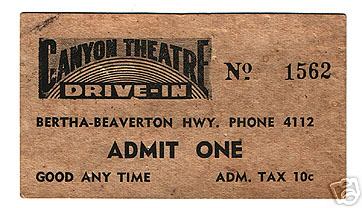 CANYON THEATRE
DRIVE-IN
Nº 1562
BERTHA-BEAVERTON HWY. PHONE 4112
ADMIT ONE
GOOD ANY TIME ADM. TAX 10c